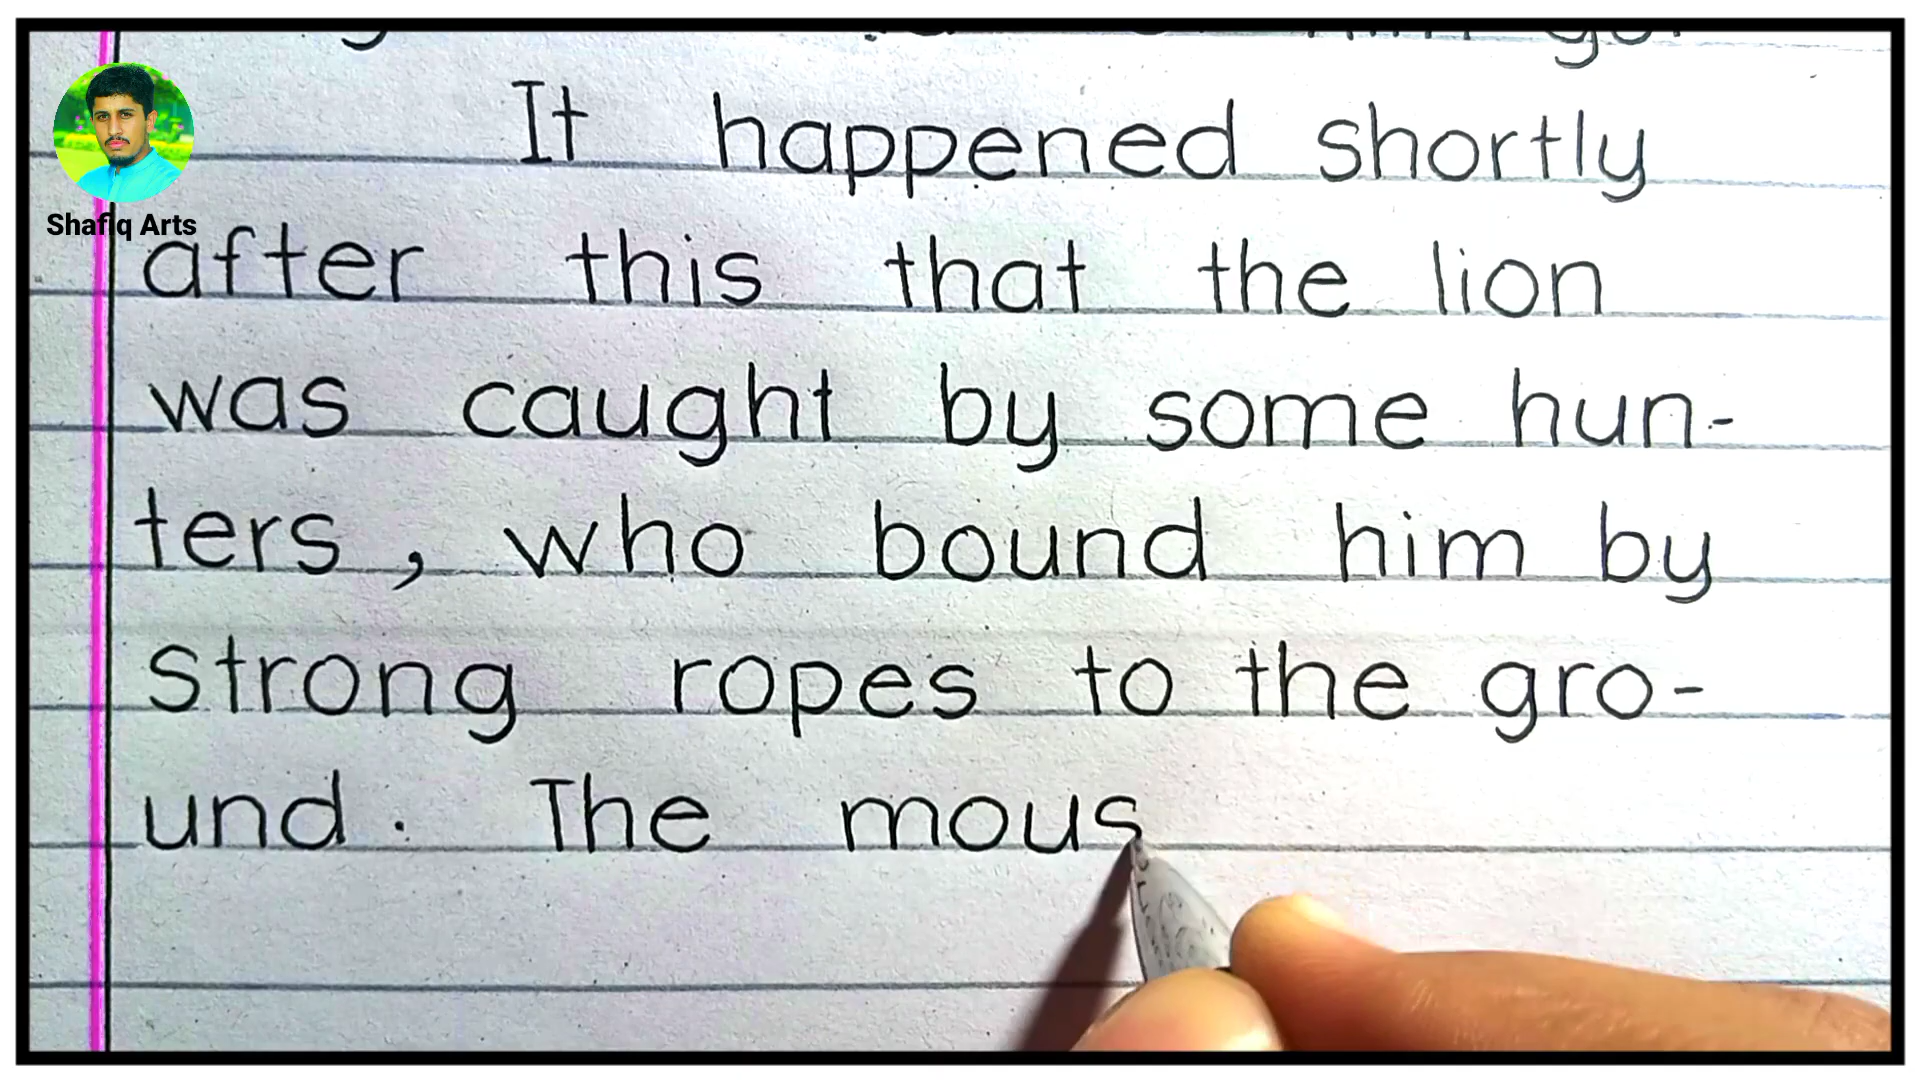 It happened shortly
Shafiq Arts
after this that the lion
was caught by some hun-
ters, who bound him by
strong ropes to the gro-
und. The mous